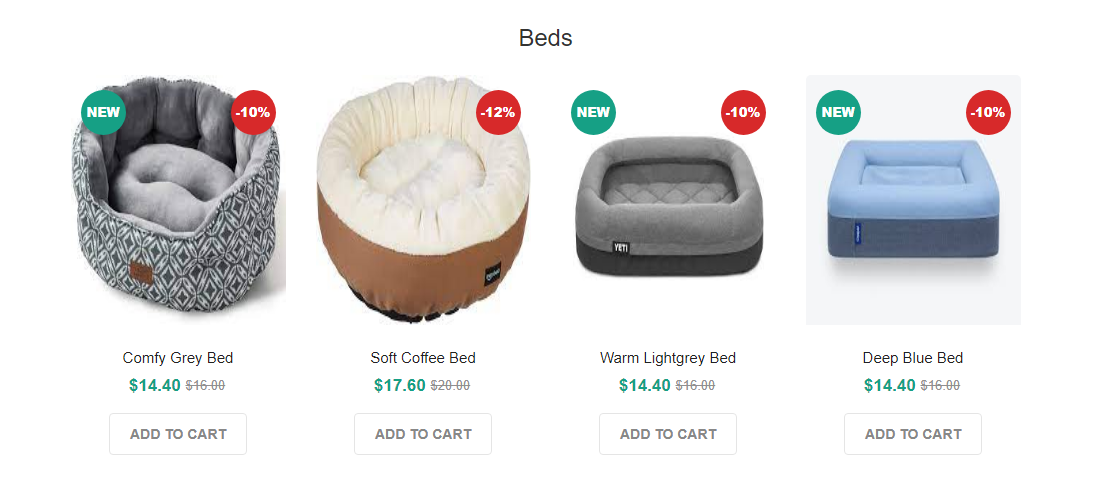 Beds
NEW
-10%
-12%
NEW
-10%
NEW
-10%
YETI
Comfy Grey Bed
Soft Coffee Bed
Warm Lightgrey Bed
Deep Blue Bed
$14.40 $16.00
$17.60 $20.00
$14.40 $16.00
$14.40 $16.00
ADD TO CART
ADD TO CART
ADD TO CART
ADD TO CART